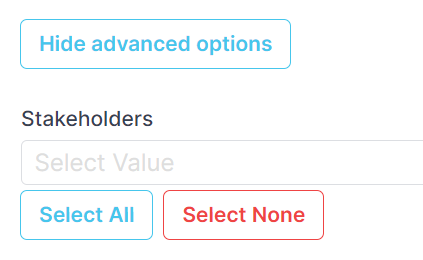 Hide advanced options
Stakeholders
Select Value
Select All
Select None